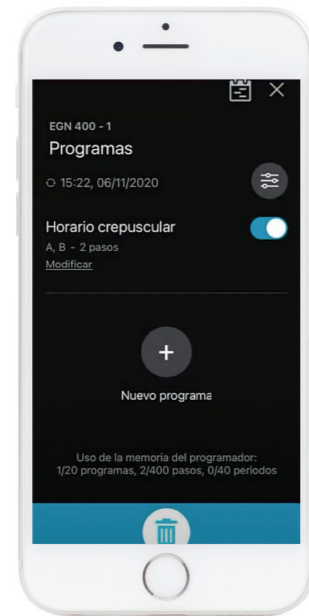 EGN 400 - 1
Programas
15:22, 06/11/2020
Horario crepuscular
A, B - 2 pasos
Modificar
Nuevo programa
Uso de la memoria del programador:
1/20 programas, 2/400 pasos, 0/40 periodos